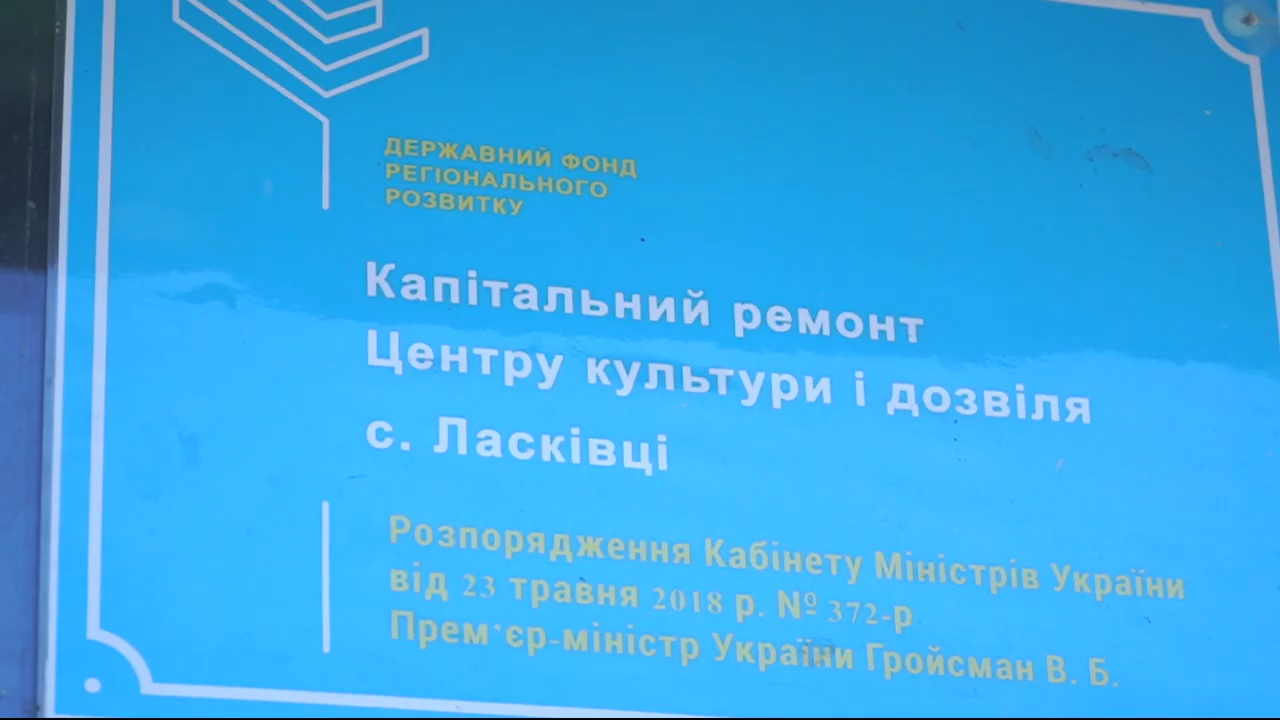 ДЕРЖАВНИЙ ФОНД
РЕГІОНАЛЬНОГО
РОЗВИТКУ
Капітальний ремонт
Центру культури і дозвіля
с. Ласківці
Розпорядження Кабінету Міністрів України
від 23 травня 2018 р. № 372-р
Прем`єр-міністр України Гройсман В. Б.